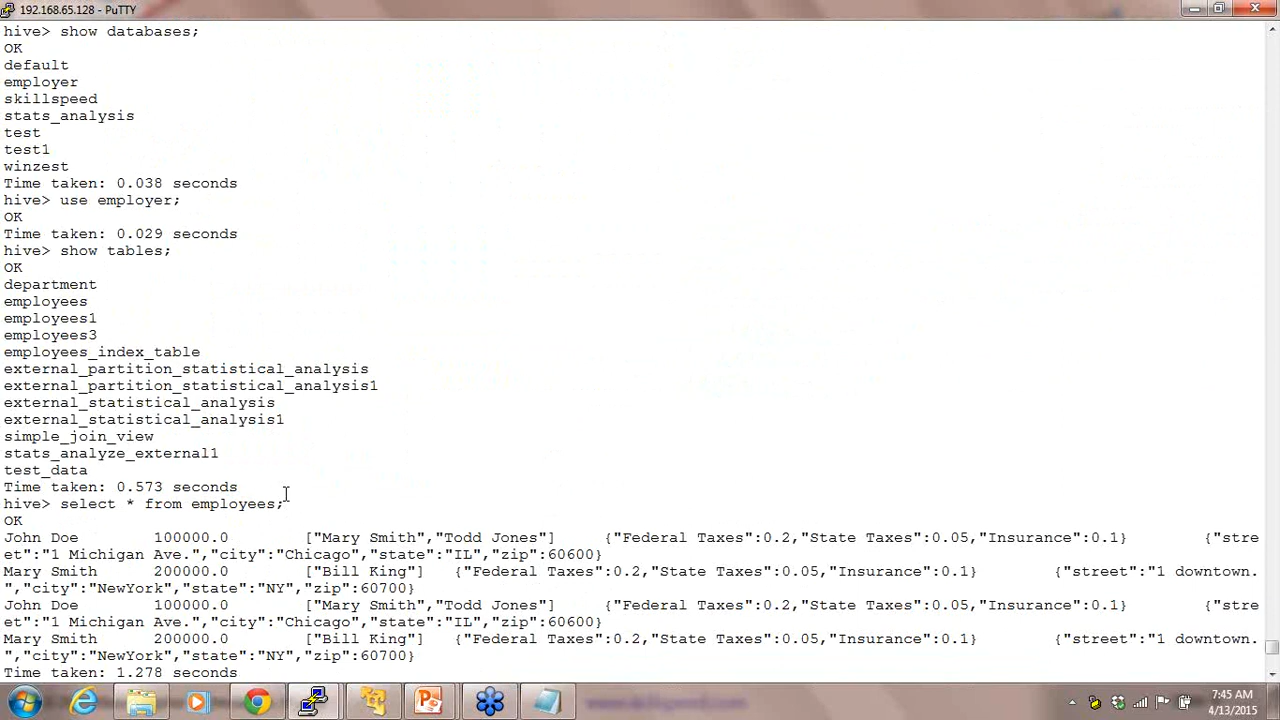 192.168.65.128 - PuTTY
hive> show databases;
OK
default
employer
skillspeed
stats_analysis
test
test1
winzest
Time taken: 0.038 seconds
hive> use employer;
OK
Time taken: 0.029 seconds
hive> show tables;
OK
department
employees
employees1
employees3
employees_index_table
external_partition_statistical_analysis
external_partition_statistical_analysis1
external_statistical_analysis
external_statistical_analysis1
simple_join_view
stats_analyze_external1
test_data
Time taken: 0.573 seconds
hive> select * from employees;
OK
John Doe 100000.0 ["Mary Smith","Todd Jones"] {"Federal Taxes":0.2,"State Taxes":0.05,"Insurance":0.1} {"stre
et":"1 Michigan Ave.","city":"Chicago","state":"IL","zip":60600}
Mary Smith 200000.0 ["Bill King"] {"Federal Taxes":0.2,"State Taxes":0.05,"Insurance":0.1} {"street":"1 downtown.
","city":"NewYork","state":"NY","zip":60700}
John Doe 100000.0 ["Mary Smith","Todd Jones"] {"Federal Taxes":0.2,"State Taxes":0.05,"Insurance":0.1} {"stre
et":"1 Michigan Ave.","city":"Chicago","state":"IL","zip":60600}
Mary Smith 200000.0 ["Bill King"] {"Federal Taxes":0.2,"State Taxes":0.05,"Insurance":0.1} {"street":"1 downtown.
","city":"NewYork","state":"NY","zip":60700}
Time taken: 1.278 seconds
7:45 AM
4/13/2015